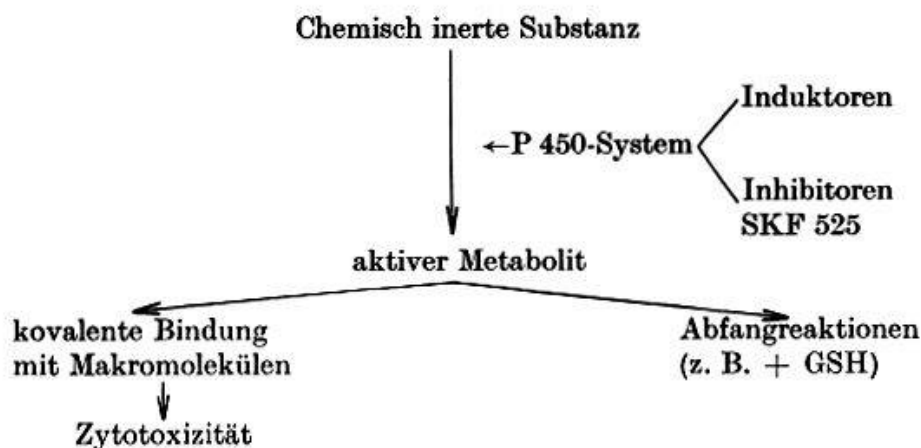 Chemisch inerte Substanz
Induktoren
←P 450-System
Inhibitoren
SKF 525
aktiver Metabolit
kovalente Bindung
mit Makromolekülen
Abfangreaktionen
(z. B. + GSH)
Zytotoxizität